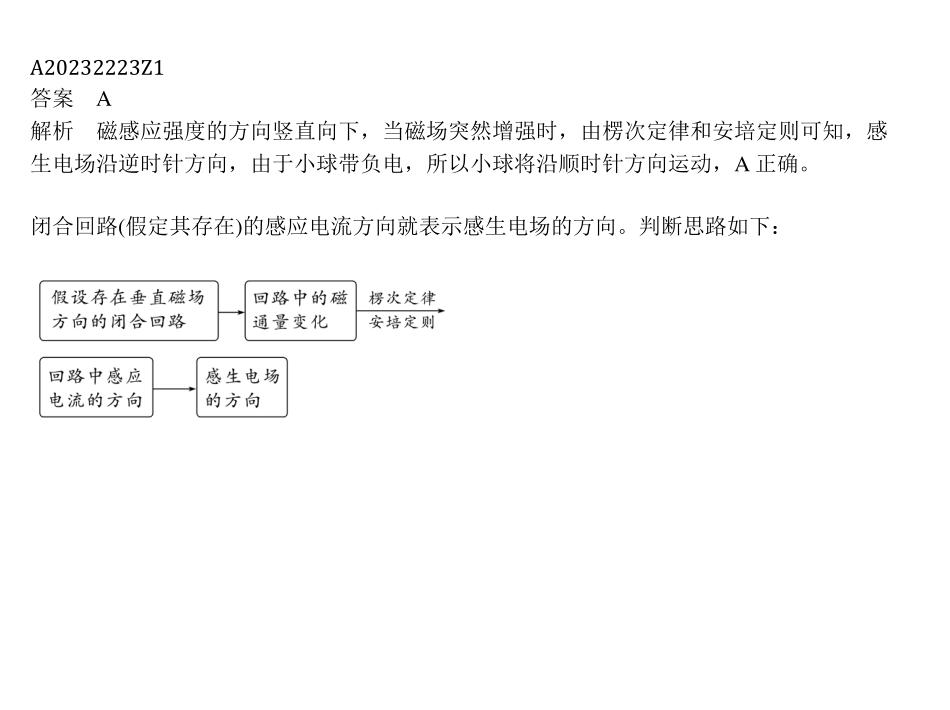 A20232223Z1
答案 A
解析 磁感应强度的方向竖直向下，当磁场突然增强时，由楞次定律和安培定则可知，感
生电场沿逆时针方向，由于小球带负电，所以小球将沿顺时针方向运动，A 正确。
闭合回路(假定其存在)的感应电流方向就表示感生电场的方向。判断思路如下：
假设存在垂直磁场
方向的闭合回路
回路中的磁
通量变化
楞次定律
安培定则
回路中感应
电流的方向
感生电场
的方向